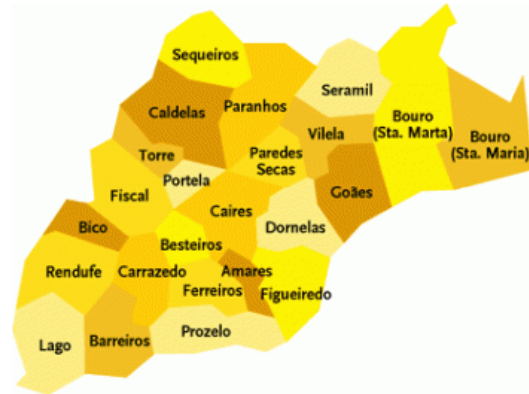 Sequeiros
Seramil
Caldelas
Paranhos
Bouro
(Sta. Marta)
Vilela
Bouro
(Sta. Maria)
Torre
Paredes
Secas
Portela
Fiscal
Goães
Caires
Bico
Dornelas
Besteiros
Rendufe
Carrazedo
Amares
Ferreiros
Figueiredo
Prozelo
Lago
Barreiros